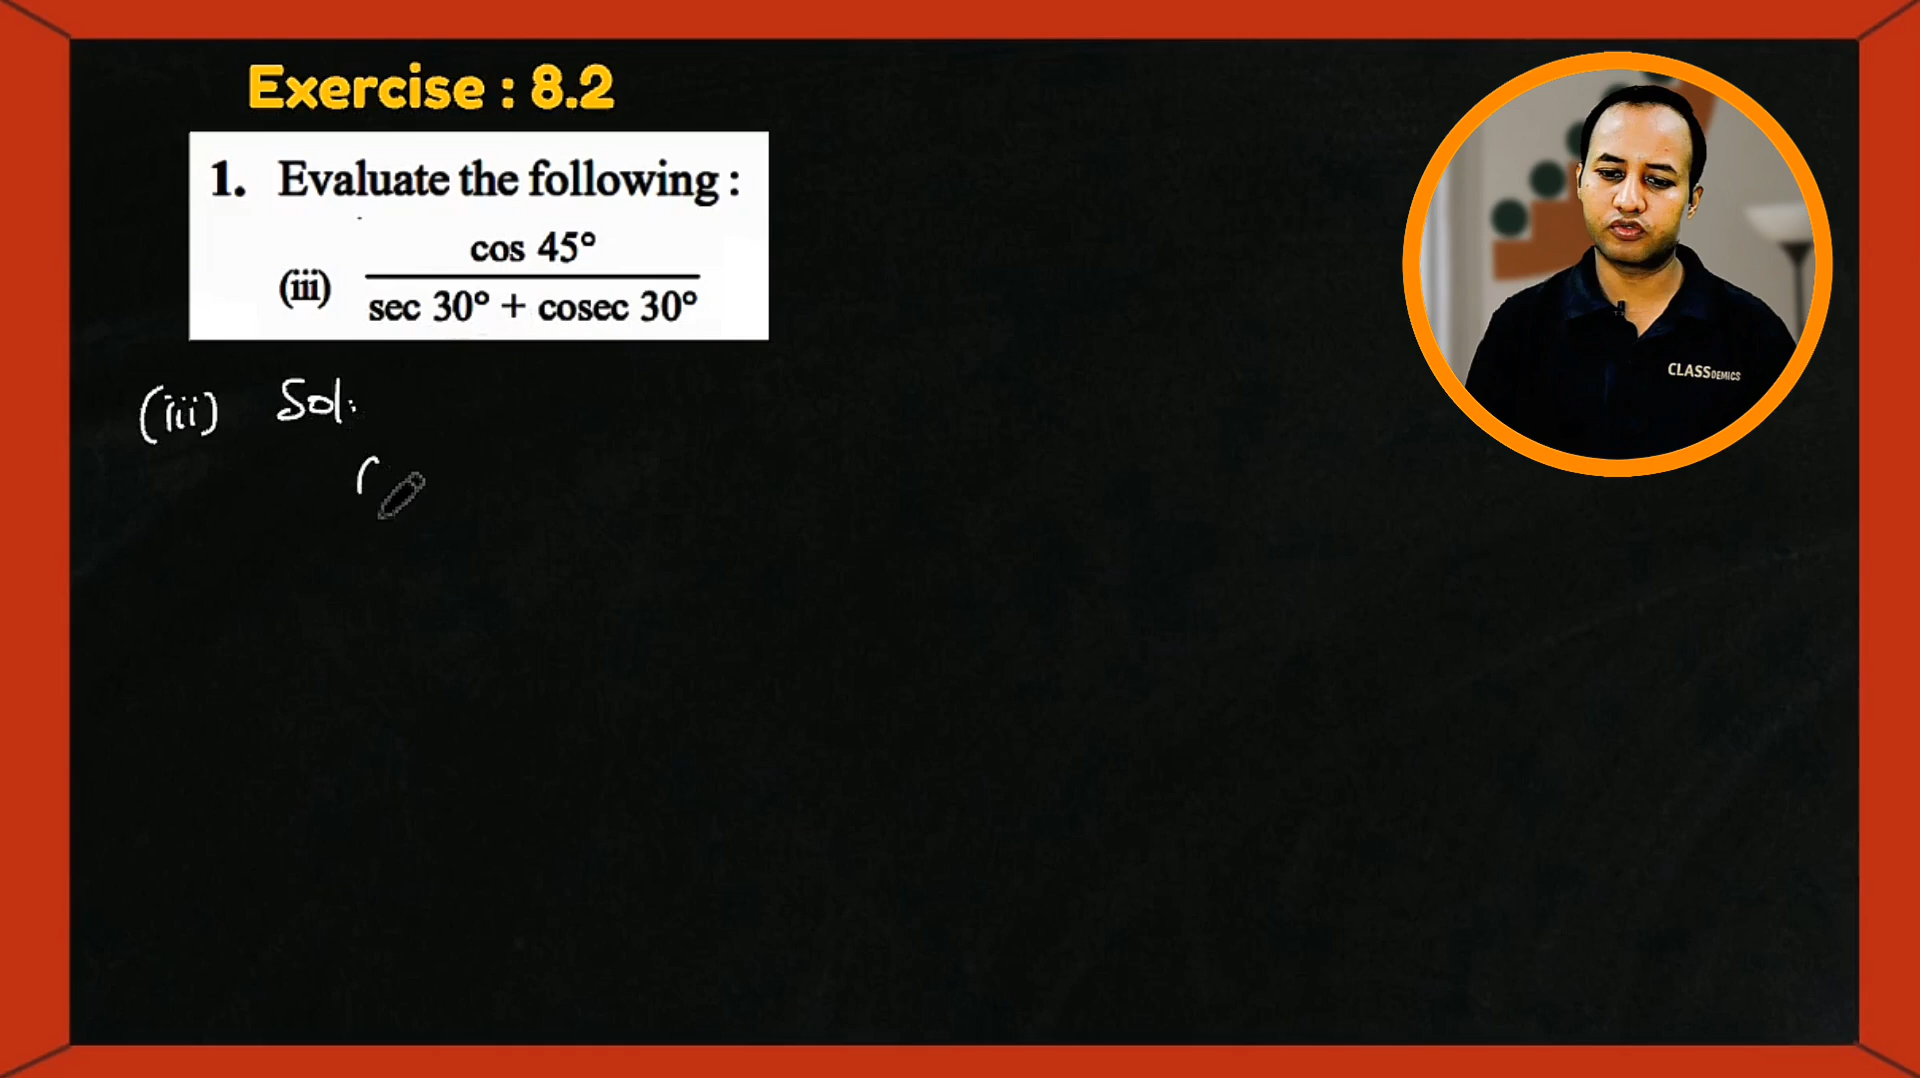 Exercise : 8.2
1. Evaluate the following :
cos 45°
(iii)
sec 30° + cosec 30°
CLASSDEMICS
(iii) Sol: